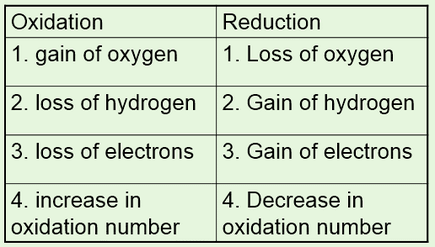 Oxidation
Reduction
1. gain of oxygen
1. Loss of oxygen
2. loss of hydrogen
2. Gain of hydrogen
3. loss of electrons
3. Gain of electrons
4. increase in
oxidation number
4. Decrease in
oxidation number